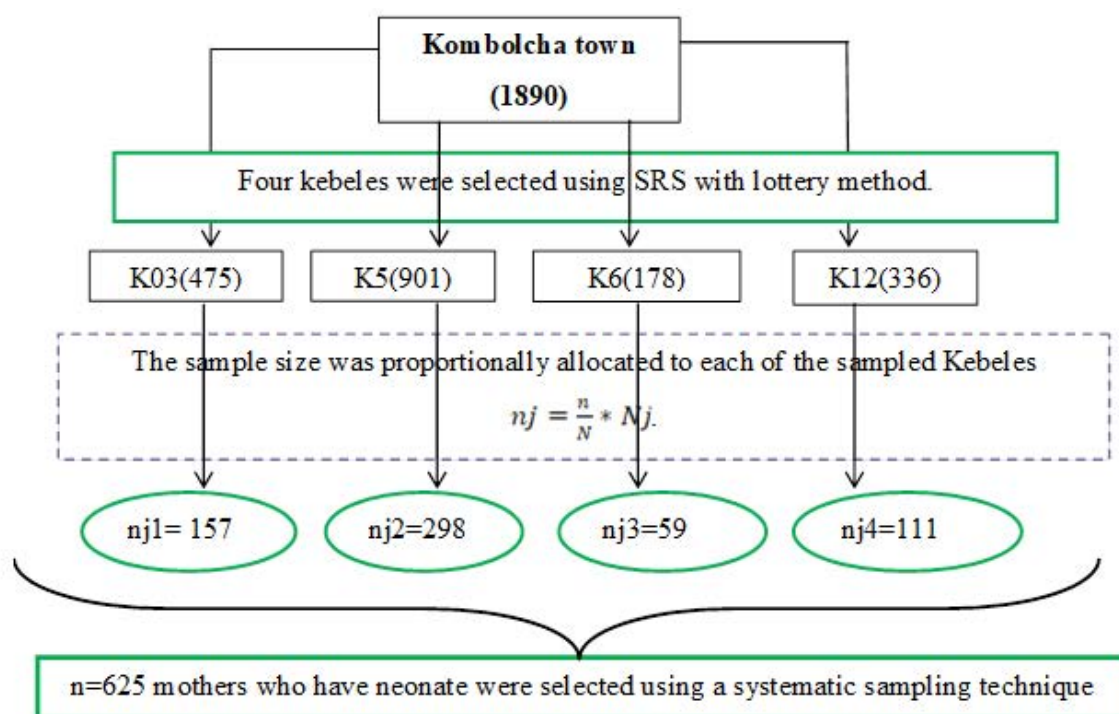 Kombolcha town
(1890)
Four kebeles were selected using SRS with lottery method.
K03(475)
K5(901)
K6(178)
K12(336)
The sample size was proportionally allocated to each of the sampled Kebeles
nj = n/N * Nj.
nj1= 157
nj2=298
nj3=59
nj4=111
n=625 mothers who have neonate were selected using a systematic sampling technique